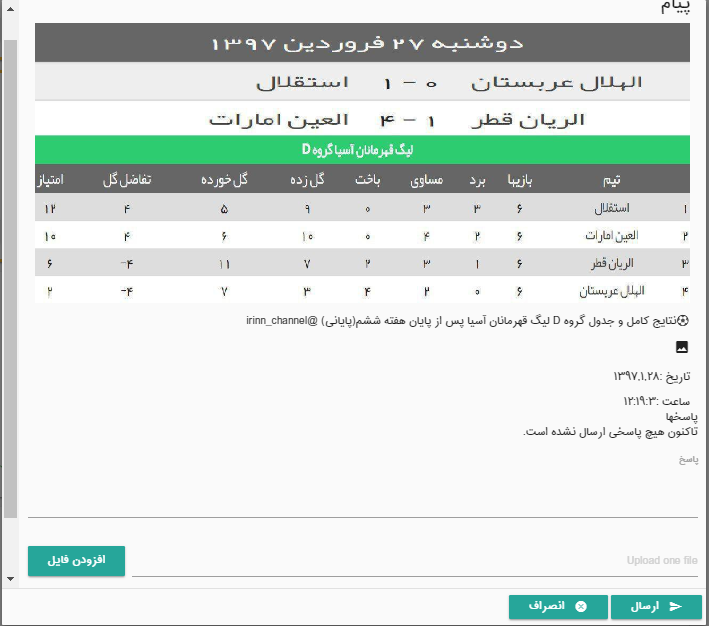 پیام
دوشنبه ۲۷ فروردین ۱۳۹۷
الهلال عربستان ۰ – ۱ استقلال
الریان قطر ۱ – ۴ العین امارات
لیگ قهرمانان آسیا گروه D
تیم بازیها برد مساوی باخت گل زده گل خورده تفاضل گل امتیاز
۱ استقلال ۶ ۳ ۳ ۰ ۹ ۵ ۴ ۱۲
۲ العین امارات ۶ ۲ ۴ ۰ ۱۰ ۶ ۴ ۱۰
۳ الریان قطر ۶ ۱ ۳ ۲ ۷ ۱۱ ۴- ۶
۴ الهلال عربستان ۶ ۰ ۲ ۴ ۳ ۷ ۴- ۲
⚽نتایج کامل و جدول گروه D لیگ قهرمانان آسیا پس از پایان هفته ششم(پایانی) @irinn_channel
تاریخ :۱۳۹۷.۱.۲۸
ساعت :۱۲:۱۹:۳
پاسخها
تاکنون هیچ پاسخی ارسال نشده است.
پاسخ
Upload one file
افزودن فایل
ارسال
انصراف